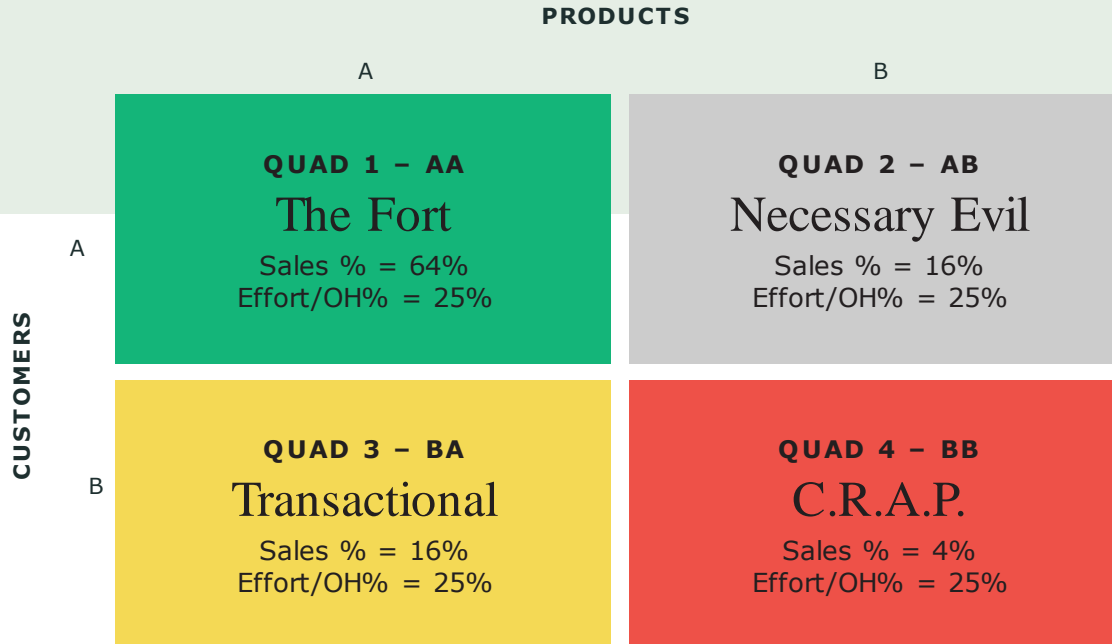 PRODUCTS
A
B
CUSTOMERS
A
QUAD 1 – AA
The Fort
Sales % = 64%
Effort/OH% = 25%
QUAD 2 – AB
Necessary Evil
Sales % = 16%
Effort/OH% = 25%
B
QUAD 3 – BA
Transactional
Sales % = 16%
Effort/OH% = 25%
QUAD 4 – BB
C.R.A.P.
Sales % = 4%
Effort/OH% = 25%